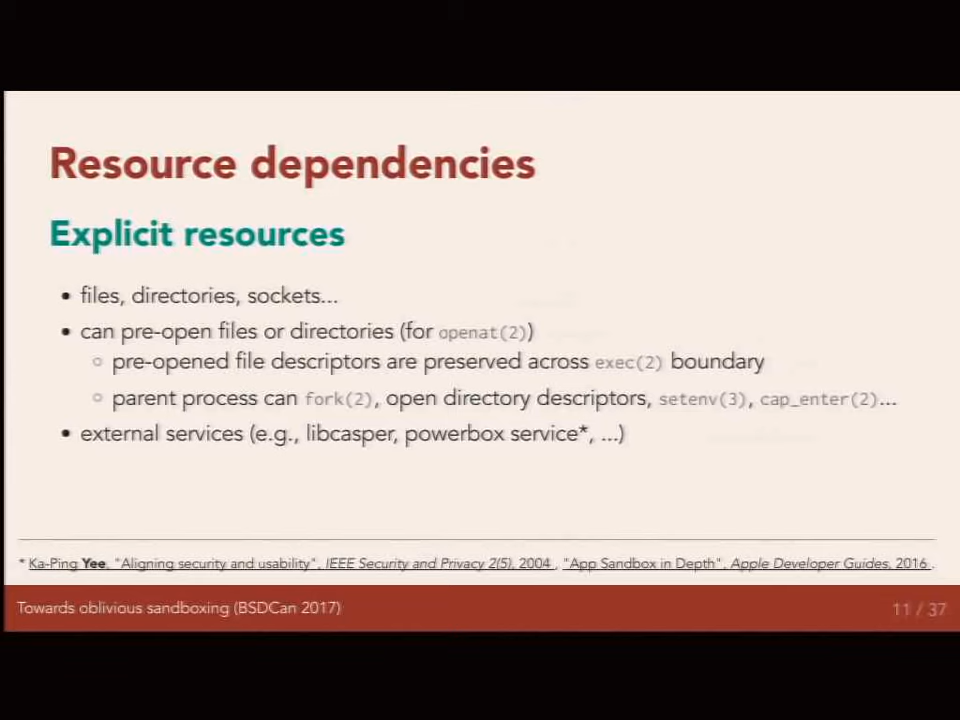 Resource dependencies
Explicit resources
• files, directories, sockets...
• can pre-open files or directories (for openat(2))
◦ pre-opened file descriptors are preserved across exec(2) boundary
◦ parent process can fork(2), open directory descriptors, setenv(3), cap_enter(2)...
• external services (e.g., libcasper, powerbox service*, ...)
* Ka-Ping Yee, "Aligning security and usability", IEEE Security and Privacy 2(5), 2004 , "App Sandbox in Depth", Apple Developer Guides, 2016 .
Towards oblivious sandboxing (BSDCan 2017)
11 / 37